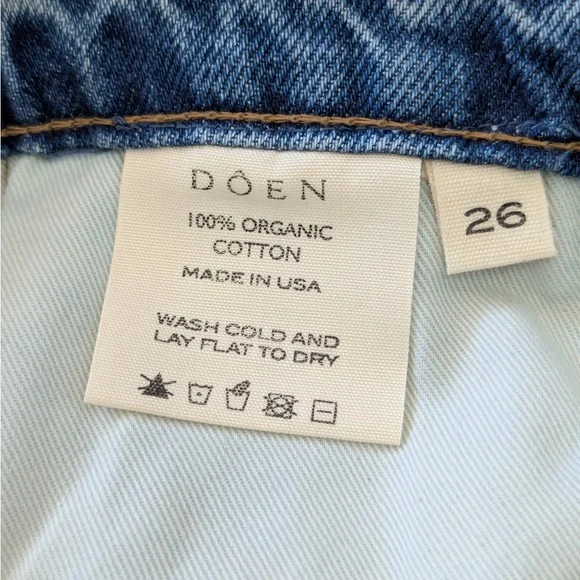 DÔEN
100% ORGANIC
COTTON
MADE IN USA
WASH COLD AND
LAY FLAT TO DRY
26